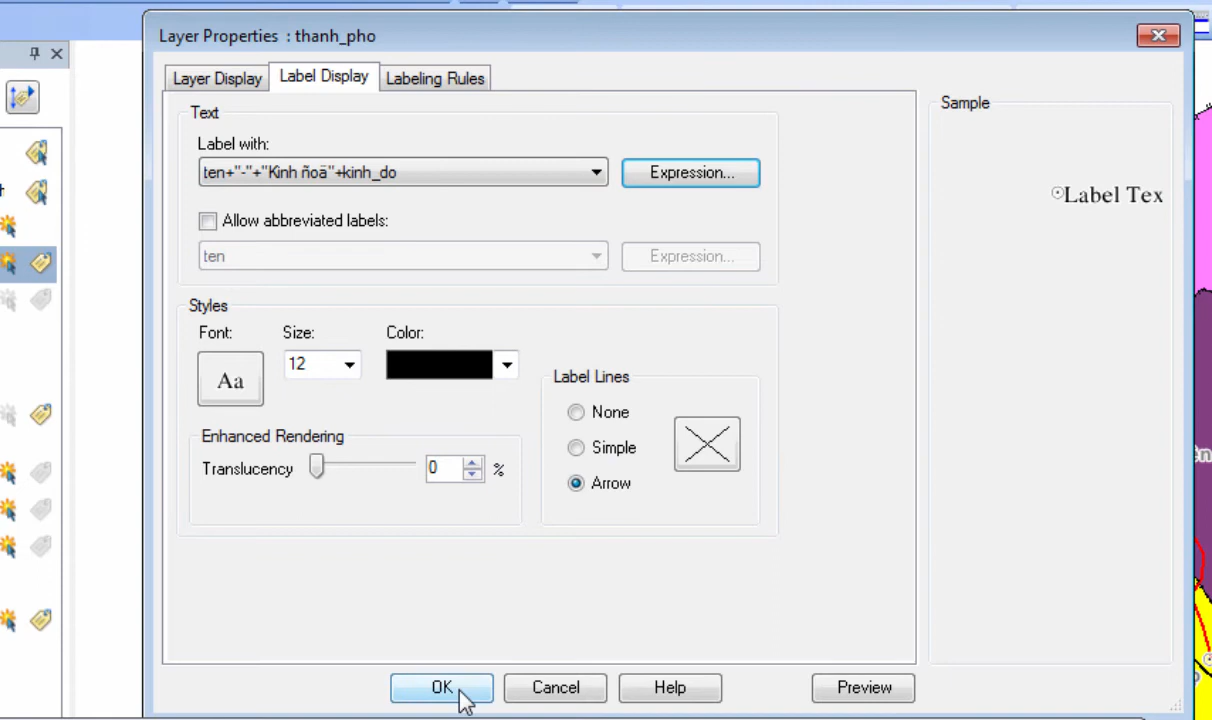 Layer Properties : thanh_pho
Layer Display
Label Display
Labeling Rules
Text
Label with:
ten+"-"+"Kinh ñoä"+kinh_do
Expression...
Allow abbreviated labels:
ten
Expression...
Styles
Font:
Size:
Color:
Aa
12
Label Lines
None
Simple
Arrow
Enhanced Rendering
Translucency
0
%
Sample
Label Tex
OK
Cancel
Help
Preview